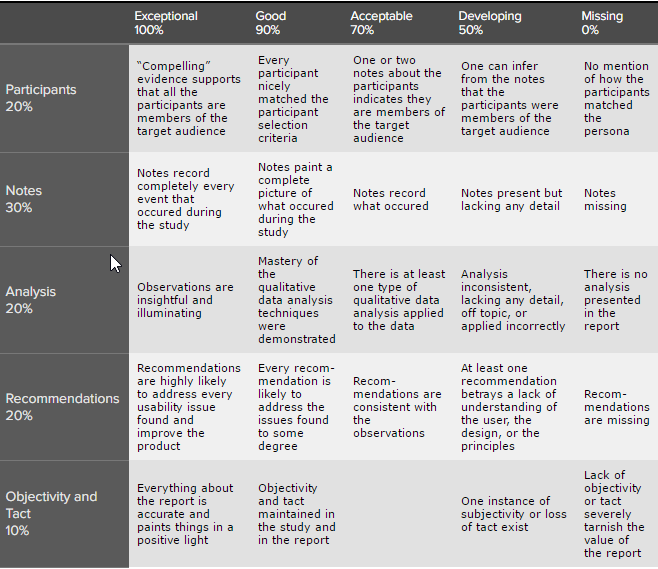 Exceptional
100%
Good
90%
Acceptable
70%
Developing
50%
Missing
0%
Participants
20%
“Compelling”
evidence supports
that all the
participants are
members of the
target audience
Every
participant
nicely
matched the
participant
selection
criteria
One or two
notes about the
participants
indicates they
are members of
the target
audience
One can infer
from the notes
that the
participants were
members of the
target audience
No mention
of how the
participants
matched
the
persona
Notes
30%
Notes record
completely every
event that
occured during
the study
Notes paint a
complete
picture of
what occured
during the
study
Notes record
what occured
Notes present but
lacking any detail
Notes
missing
Analysis
20%
Observations are
insightful and
illuminating
Mastery of
the
qualitative
data analysis
techniques
were
demonstrated
There is at least
one type of
qualitative data
analysis applied
to the data
Analysis
inconsistent,
lacking any detail,
off topic, or
applied incorrectly
There is no
analysis
presented
in the
report
Recommendations
20%
Recommendations
are highly likely
to address every
usability issue
found and
improve the
product
Every recom-
mendation is
likely to
address the
issues found
to some
degree
Recom-
mendations are
consistent with
the
observations
At least one
recommendation
betrays a lack of
understanding of
the user, the
design, or the
principles
Recom-
mendations
are missing
Objectivity and
Tact
10%
Everything about
the report is
accurate and
paints things in a
positive light
Objectivity
and tact
maintained in
the study and
in the report
One instance of
subjectivity or loss
of tact exist
Lack of
objectivity
or tact
severely
tarnish the
value of
the report